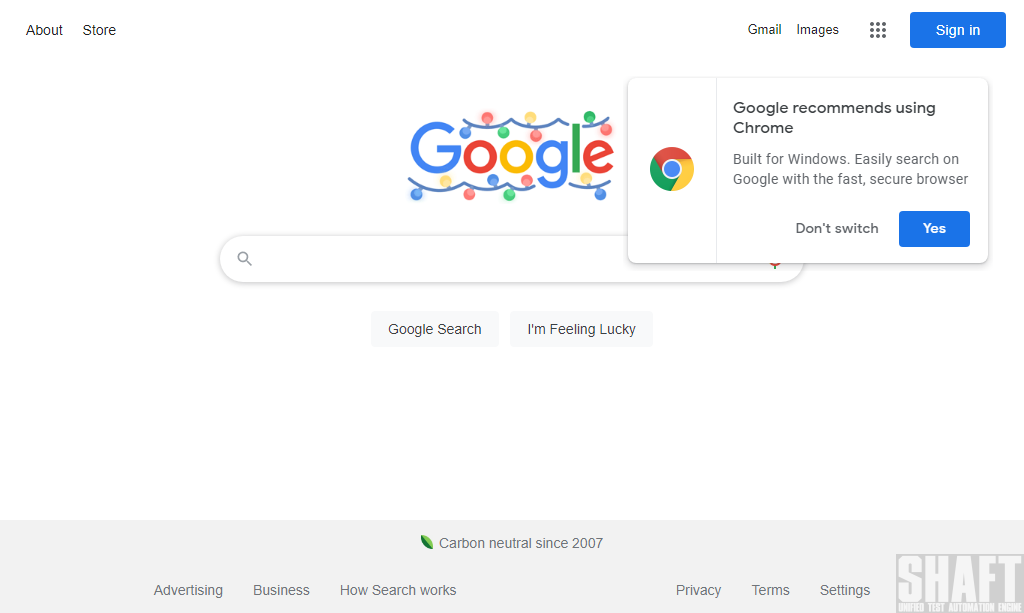 About Store
Gmail Images Sign in
Google recommends using
Chrome
Built for Windows. Easily search on
Google with the fast, secure browser
Don't switch Yes
Google
Google Search I'm Feeling Lucky
Carbon neutral since 2007
Advertising Business How Search works
Privacy Terms Settings
SHAFT
UNIFIED TEST AUTOMATION ENGINE